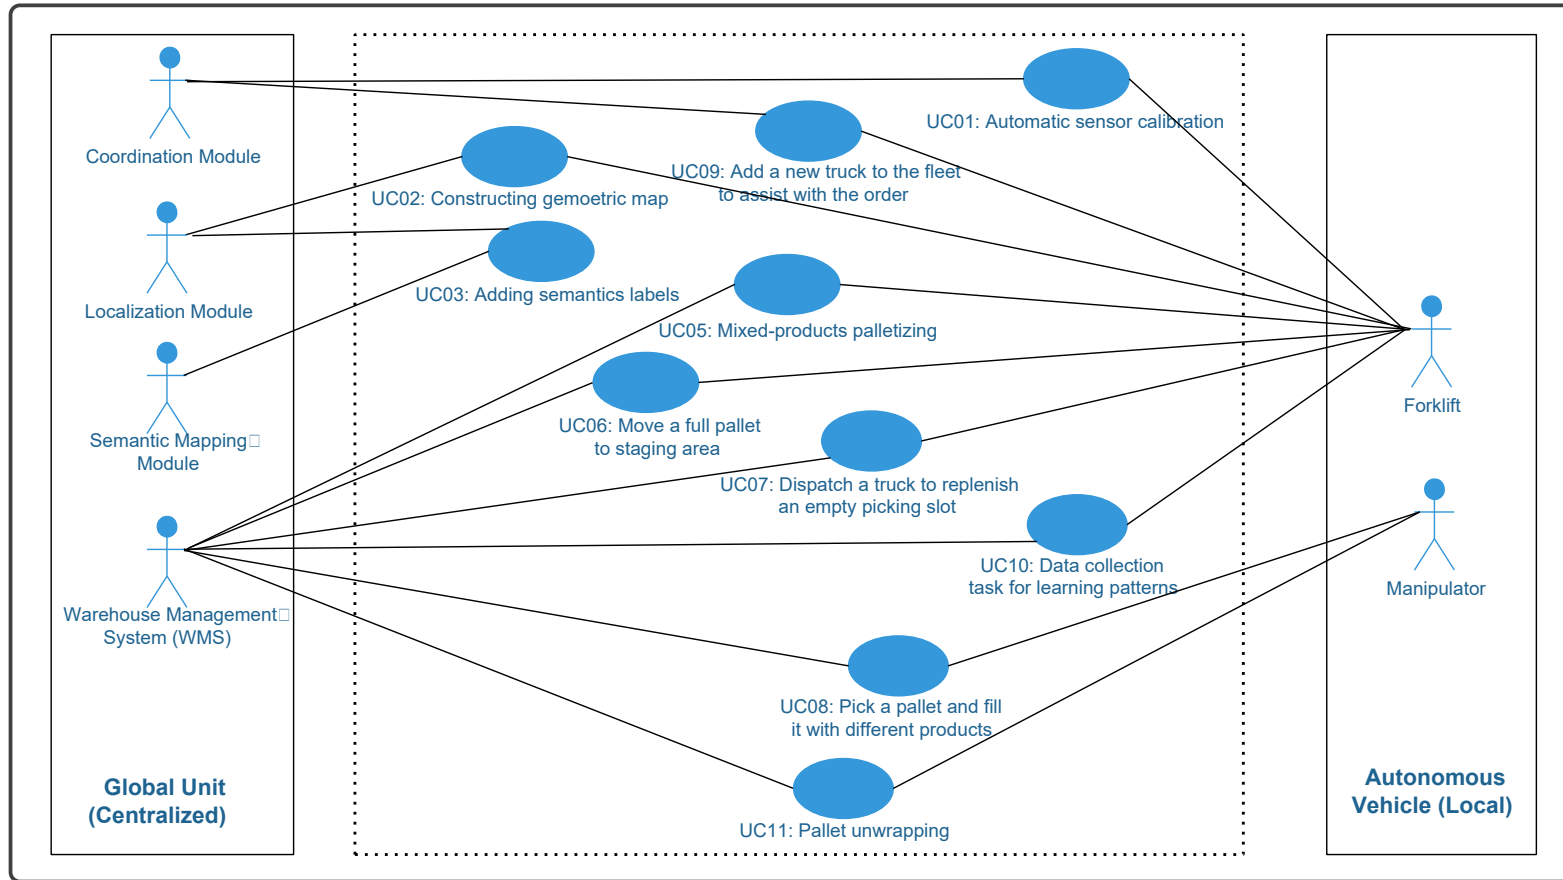 Coordination Module
Localization Module
Semantic Mapping
Module
Warehouse Management
System (WMS)
Global Unit
(Centralized)
UC01: Automatic sensor calibration
UC09: Add a new truck to the fleet
to assist with the order
UC02: Constructing gemoetric map
UC03: Adding semantics labels
UC05: Mixed-products palletizing
UC06: Move a full pallet
to staging area
UC07: Dispatch a truck to replenish
an empty picking slot
UC10: Data collection
task for learning patterns
UC08: Pick a pallet and fill
it with different products
UC11: Pallet unwrapping
Forklift
Manipulator
Autonomous
Vehicle (Local)